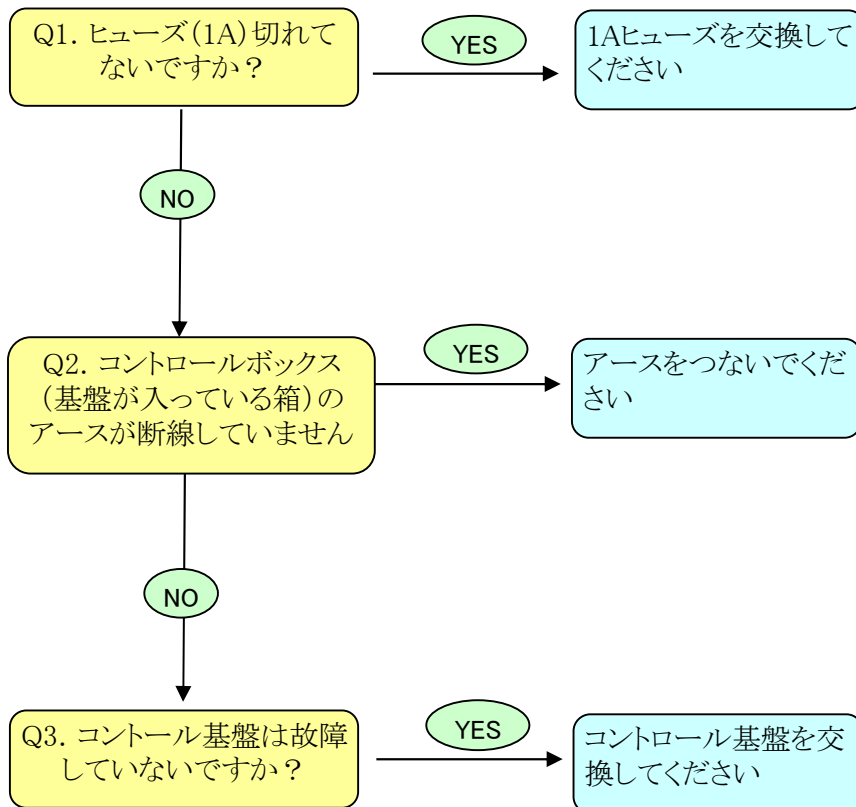 Q1. ヒューズ(1A)切れて
ないですか?
YES
1Aヒューズを交換して
ください
NO
Q2. コントロールボックス
(基盤が入っている箱)の
アースが断線していません
YES
アースをつないでくだ
さい
NO
Q3. コントール基盤は故障
していないですか?
YES
コントロール基盤を交
換してください